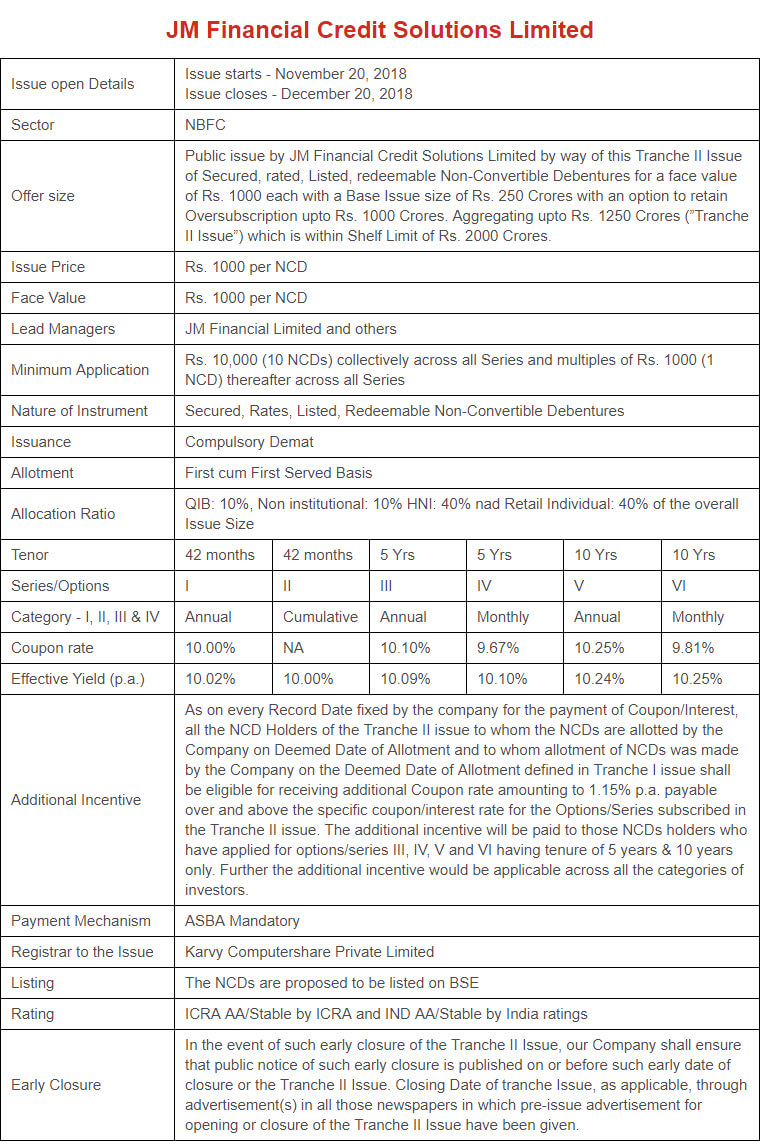 JM Financial Credit Solutions Limited
Issue open Details
Issue starts - November 20, 2018
Issue closes - December 20, 2018
Sector
NBFC
Offer size
Public issue by JM Financial Credit Solutions Limited by way of this Tranche II Issue
of Secured, rated, Listed, redeemable Non-Convertible Debentures for a face value
of Rs. 1000 each with a Base Issue size of Rs. 250 Crores with an option to retain
Oversubscription upto Rs. 1000 Crores. Aggregating upto Rs. 1250 Crores (”Tranche
II Issue”) which is within Shelf Limit of Rs. 2000 Crores.
Issue Price
Rs. 1000 per NCD
Face Value
Rs. 1000 per NCD
Lead Managers
JM Financial Limited and others
Minimum Application
Rs. 10,000 (10 NCDs) collectively across all Series and multiples of Rs. 1000 (1
NCD) thereafter across all Series
Nature of Instrument
Secured, Rates, Listed, Redeemable Non-Convertible Debentures
Issuance
Compulsory Demat
Allotment
First cum First Served Basis
Allocation Ratio
QIB: 10%, Non institutional: 10% HNI: 40% nad Retail Individual: 40% of the overall
Issue Size
Tenor 42 months 42 months 5 Yrs 5 Yrs 10 Yrs 10 Yrs
Series/Options I II III IV V VI
Category - I, II, III & IV Annual Cumulative Annual Monthly Annual Monthly
Coupon rate 10.00% NA 10.10% 9.67% 10.25% 9.81%
Effective Yield (p.a.) 10.02% 10.00% 10.09% 10.10% 10.24% 10.25%
Additional Incentive
As on every Record Date fixed by the company for the payment of Coupon/Interest,
all the NCD Holders of the Tranche II issue to whom the NCDs are allotted by the
Company on Deemed Date of Allotment and to whom allotment of NCDs was made
by the Company on the Deemed Date of Allotment defined in Tranche I issue shall
be eligible for receiving additional Coupon rate amounting to 1.15% p.a. payable
over and above the specific coupon/interest rate for the Options/Series subscribed in
the Tranche II issue. The additional incentive will be paid to those NCDs holders who
have applied for options/series III, IV, V and VI having tenure of 5 years & 10 years
only. Further the additional incentive would be applicable across all the categories of
investors.
Payment Mechanism
ASBA Mandatory
Registrar to the Issue
Karvy Computershare Private Limited
Listing
The NCDs are proposed to be listed on BSE
Rating
ICRA AA/Stable by ICRA and IND AA/Stable by India ratings
Early Closure
In the event of such early closure of the Tranche II Issue, our Company shall ensure
that public notice of such early closure is published on or before such early date of
closure or the Tranche II Issue. Closing Date of tranche Issue, as applicable, through
advertisement(s) in all those newspapers in which pre-issue advertisement for
opening or closure of the Tranche II Issue have been given.